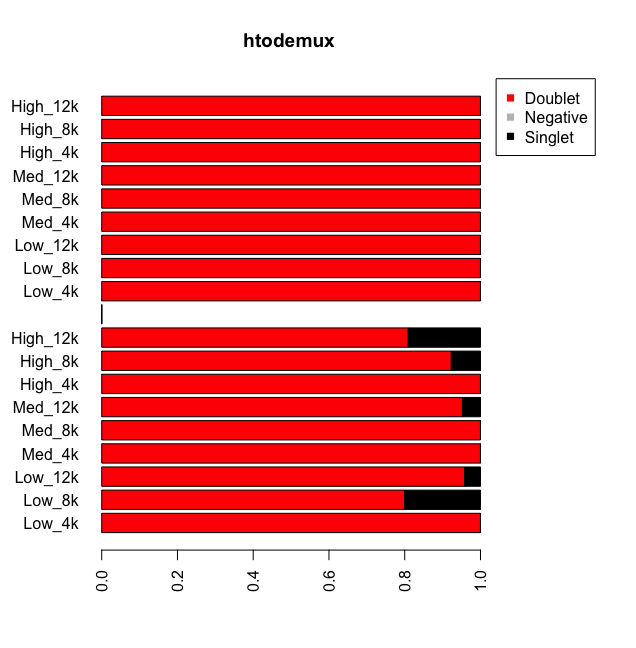 htodemux
Doublet
Negative
Singlet
High_12k
High_8k
High_4k
Med_12k
Med_8k
Med_4k
Low_12k
Low_8k
Low_4k
High_12k
High_8k
High_4k
Med_12k
Med_8k
Med_4k
Low_12k
Low_8k
Low_4k
0.0
0.2
0.4
0.6
0.8
1.0